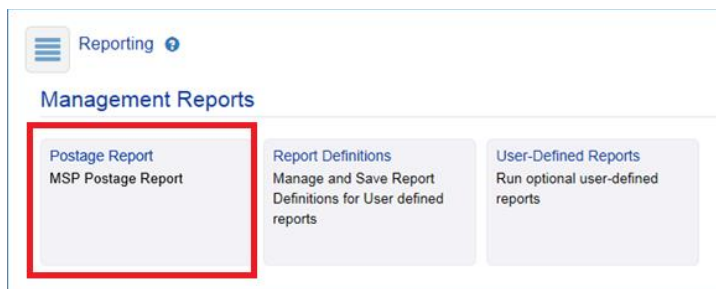 Reporting
Management Reports
Postage Report
MSP Postage Report
Report Definitions
Manage and Save Report
Definitions for User defined
reports
User-Defined Reports
Run optional user-defined
reports